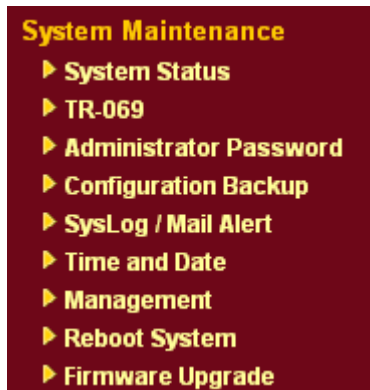 System Maintenance
System Status
TR-069
Administrator Password
Configuration Backup
SysLog / Mail Alert
Time and Date
Management
Reboot System
Firmware Upgrade